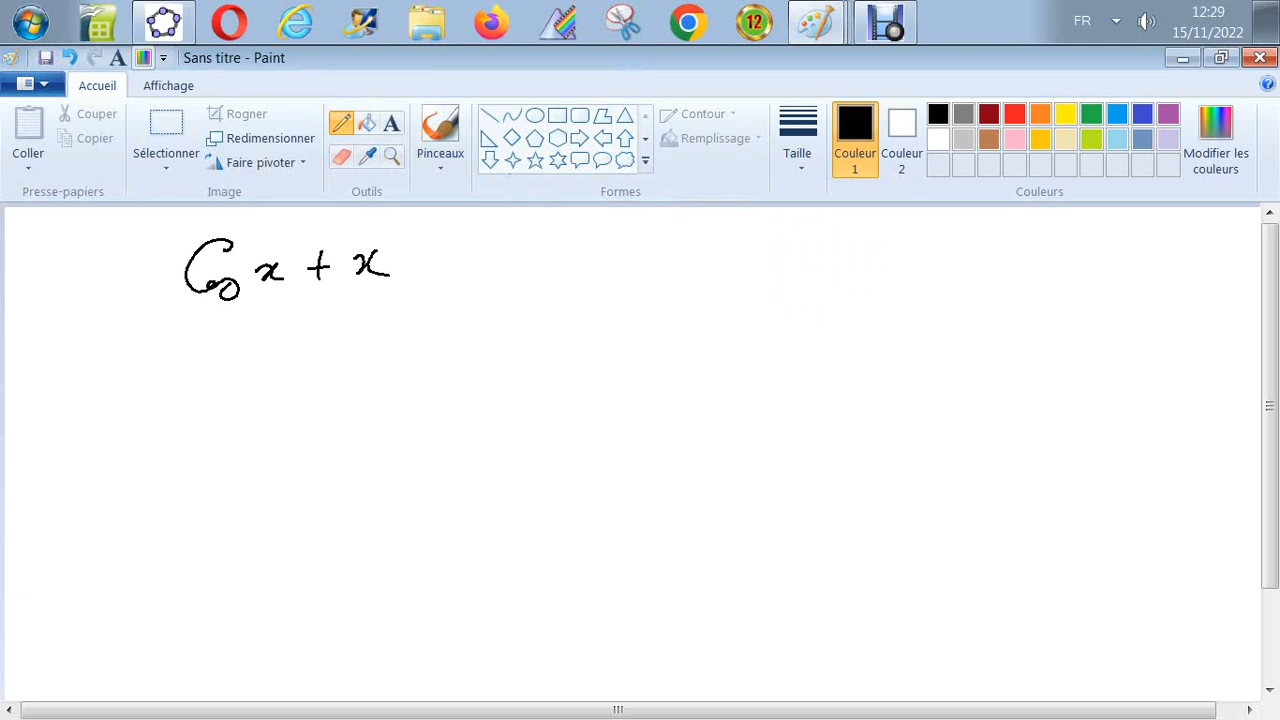 12
FR
12:29
15/11/2022
Sans titre - Paint
Accueil
Affichage
Coller
Couper
Copier
Presse-papiers
Sélectionner
Rogner
Redimensionner
Faire pivoter
Image
A
Outils
Pinceaux
Formes
Contour
Remplissage
Taille
Couleur
1
Couleur
2
Modifier les
couleurs
Couleurs
x + x